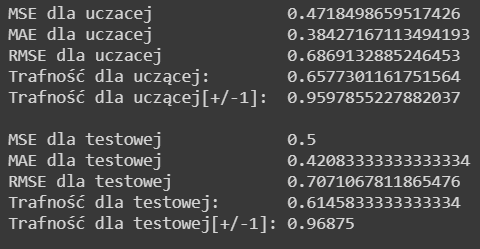 MSE dla uczacej 0.4718498659517426
MAE dla uczacej 0.38427167113494193
RMSE dla uczacej 0.6869132885246453
Trafność dla uczącej: 0.6577301161751564
Trafność dla uczącej[+/-1]: 0.9597855227882037
MSE dla testowej 0.5
MAE dla testowej 0.42083333333333334
RMSE dla testowej 0.7071067811865476
Trafność dla testowej: 0.6145833333333334
Trafność dla testowej[+/-1]: 0.96875